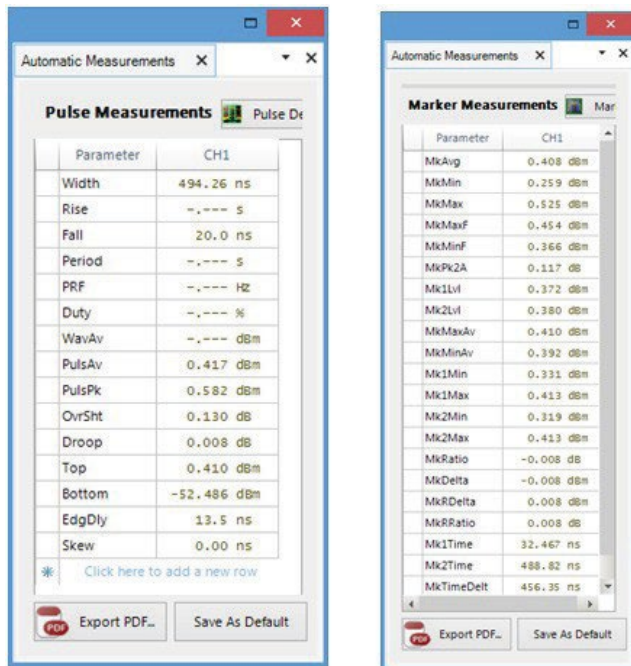 Automatic Measurements X
Pulse Measurements Pulse De
Parameter CH1
Width 494.26 ns
Rise -.--- s
Fall 20.0 ns
Period -.--- s
PRF -.--- Hz
Duty -.--- %
WavAv -.--- dBm
PulsAv 0.417 dBm
PulsPk 0.582 dBm
OvrSht 0.130 dB
Droop 0.008 dB
Top 0.410 dBm
Bottom -52.486 dBm
EdgDly 13.5 ns
Skew 0.00 ns
Click here to add a new row
PDF Export PDF... Save As Default
Automatic Measurements X
Marker Measurements Mar
Parameter CH1
MkAvg 0.408 dBm
MkMin 0.259 dBm
MkMax 0.525 dBm
MkMaxF 0.454 dBm
MkMinF 0.366 dBm
MkPk2A 0.117 dB
Mk1Lvl 0.372 dBm
Mk2Lvl 0.380 dBm
MkMaxAv 0.410 dBm
MkMinAv 0.392 dBm
Mk1Min 0.331 dBm
Mk1Max 0.413 dBm
Mk2Min 0.319 dBm
Mk2Max 0.413 dBm
MkRatio -0.008 dB
MkDelta -0.008 dBm
MkRDelta 0.008 dBm
MkRRatio 0.008 dB
Mk1Time 32.467 ns
Mk2Time 488.82 ns
MkTimeDelt 456.35 ns
PDF Export PDF... Save As Default